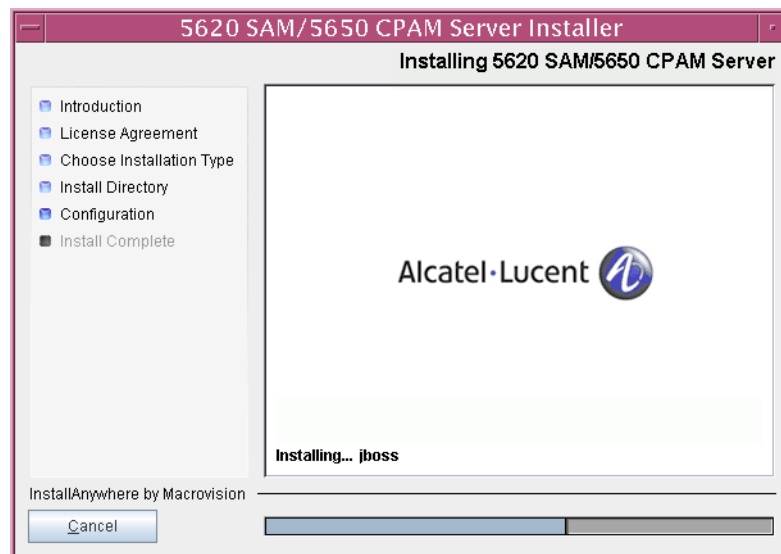 5620 SAM/5650 CPAM Server Installer
Installing 5620 SAM/5650 CPAM Server
Introduction
License Agreement
Choose Installation Type
Install Directory
Configuration
Install Complete
Alcatel·Lucent
Installing... jboss
InstallAnywhere by Macrovision
Cancel